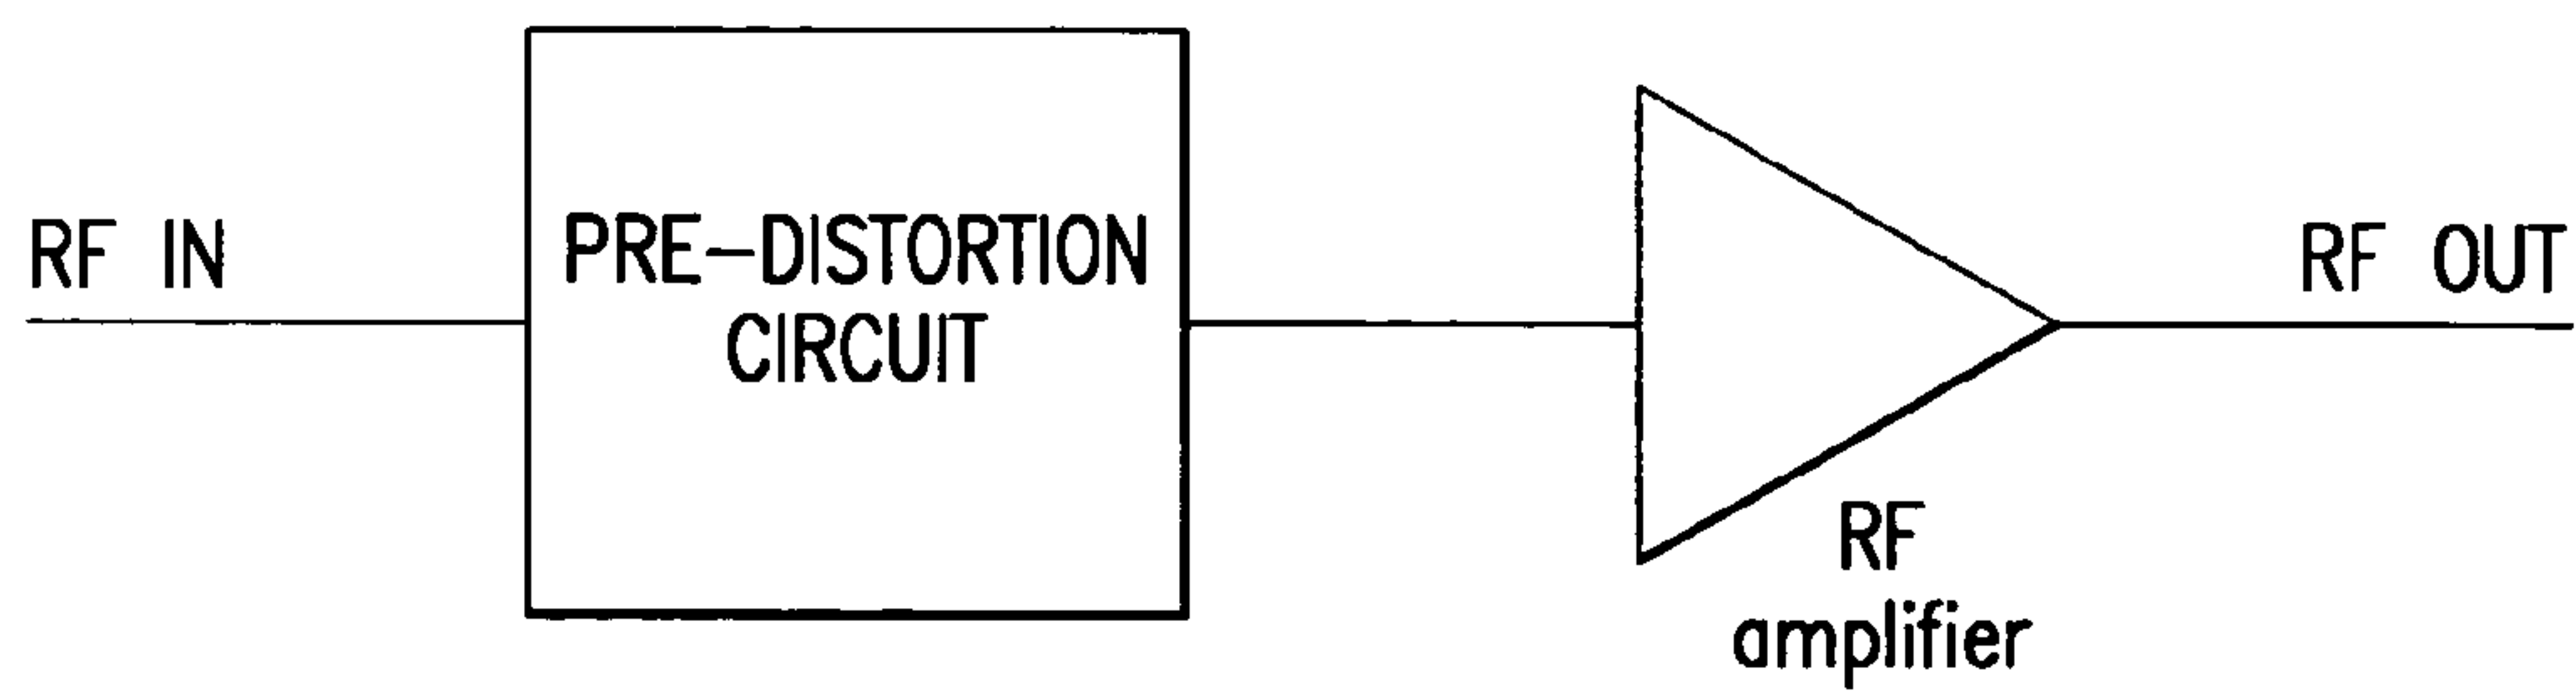 RF IN
PRE-DISTORTION
CIRCUIT
RF OUT
RF
amplifier